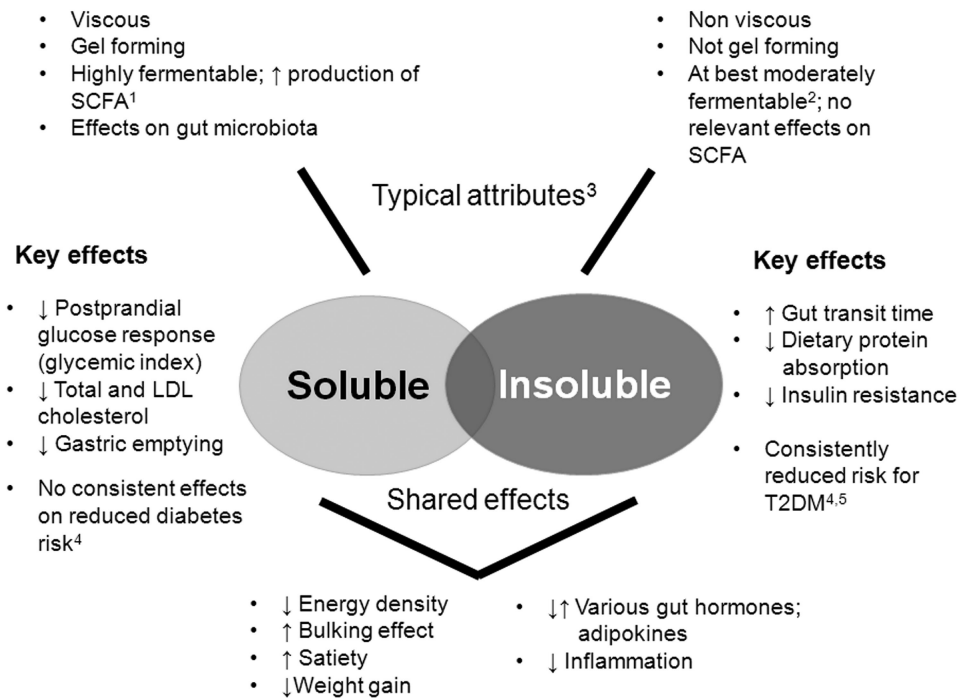 • Viscous
• Gel forming
• Highly fermentable; ↑ production of
SCFA¹
• Effects on gut microbiota
• Non viscous
• Not gel forming
• At best moderately
fermentable²; no
relevant effects on
SCFA
Typical attributes³
Key effects
• ↓ Postprandial
glucose response
(glycemic index)
• ↓ Total and LDL
cholesterol
• ↓ Gastric emptying
• No consistent effects
on reduced diabetes
risk⁴
Soluble
Insoluble
Key effects
• ↑ Gut transit time
• ↓ Dietary protein
absorption
• ↓ Insulin resistance
• Consistently
reduced risk for
T2DM⁴,⁵
Shared effects
• ↓ Energy density
• ↑ Bulking effect
• ↑ Satiety
• ↓Weight gain
• ↓↑ Various gut hormones;
adipokines
• ↓ Inflammation